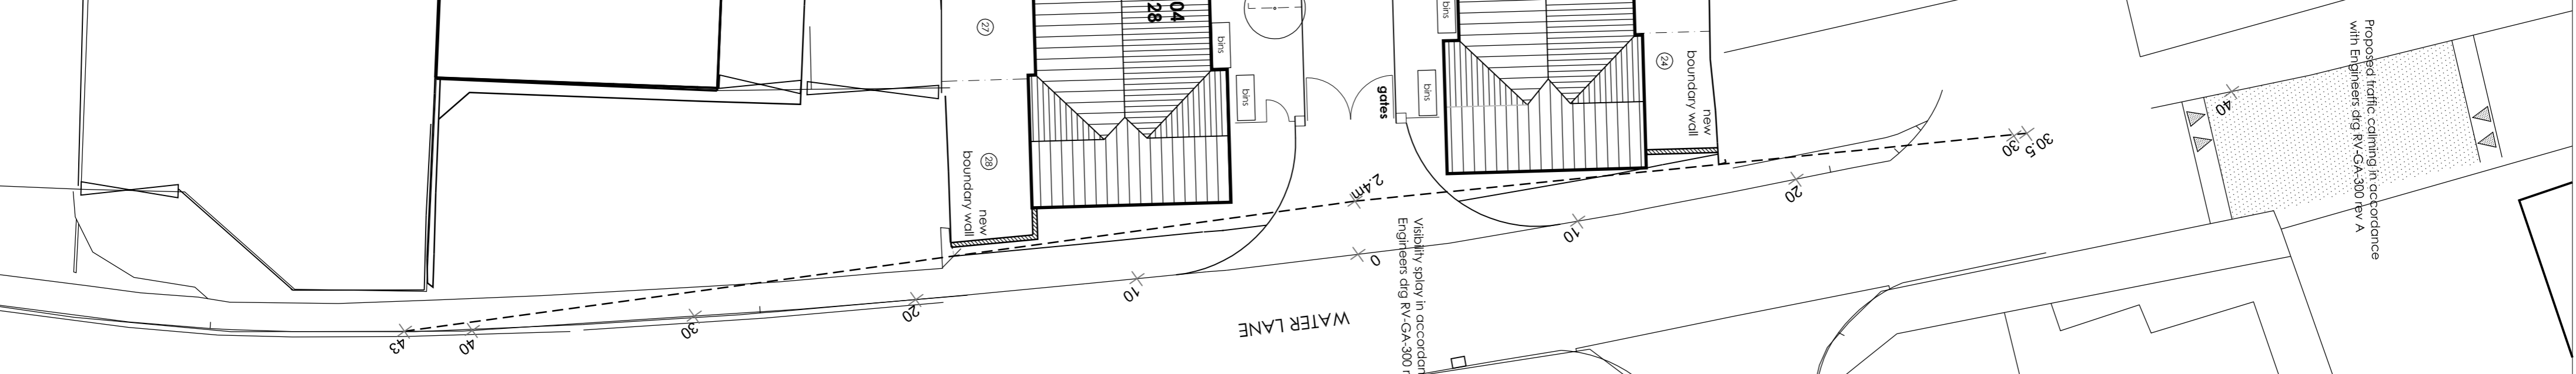 27
04
28
bins
bins
bins
bins
gates
24
new
boundary wall
28
new
boundary wall
2.4m
30
30.5
40
20
10
0
10
20
30
40
43
WATER LANE
Visibility splay in accordan
Engineers drg RV-GA-300 r
Proposed traffic calming in accordance
with Engineers drg RV-GA-300 rev A